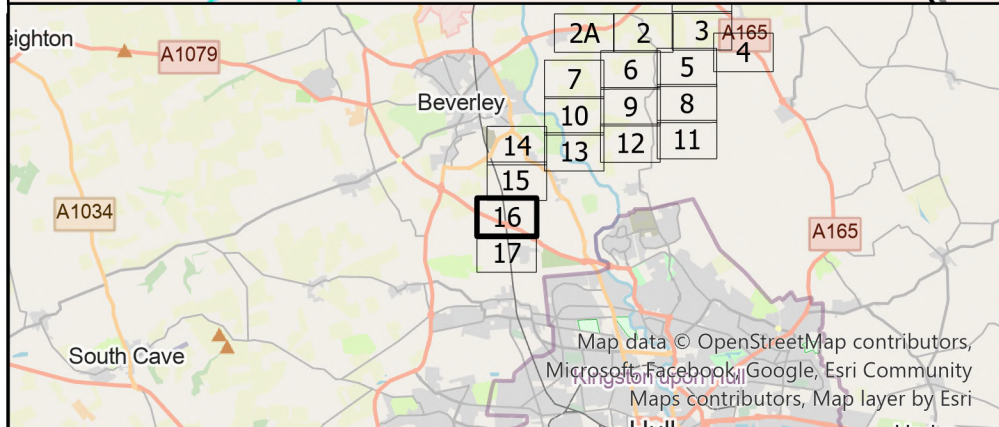 eighton
A1079
2A
2
3
A165
4
7
6
5
Beverley
10
9
8
14
13
12
11
15
A1034
16
A165
17
Map data © OpenStreetMap contributors,
South Cave
Microsoft, Facebook, Google, Esri Community
Kingston upon Hull
Maps contributors, Map layer by Esri